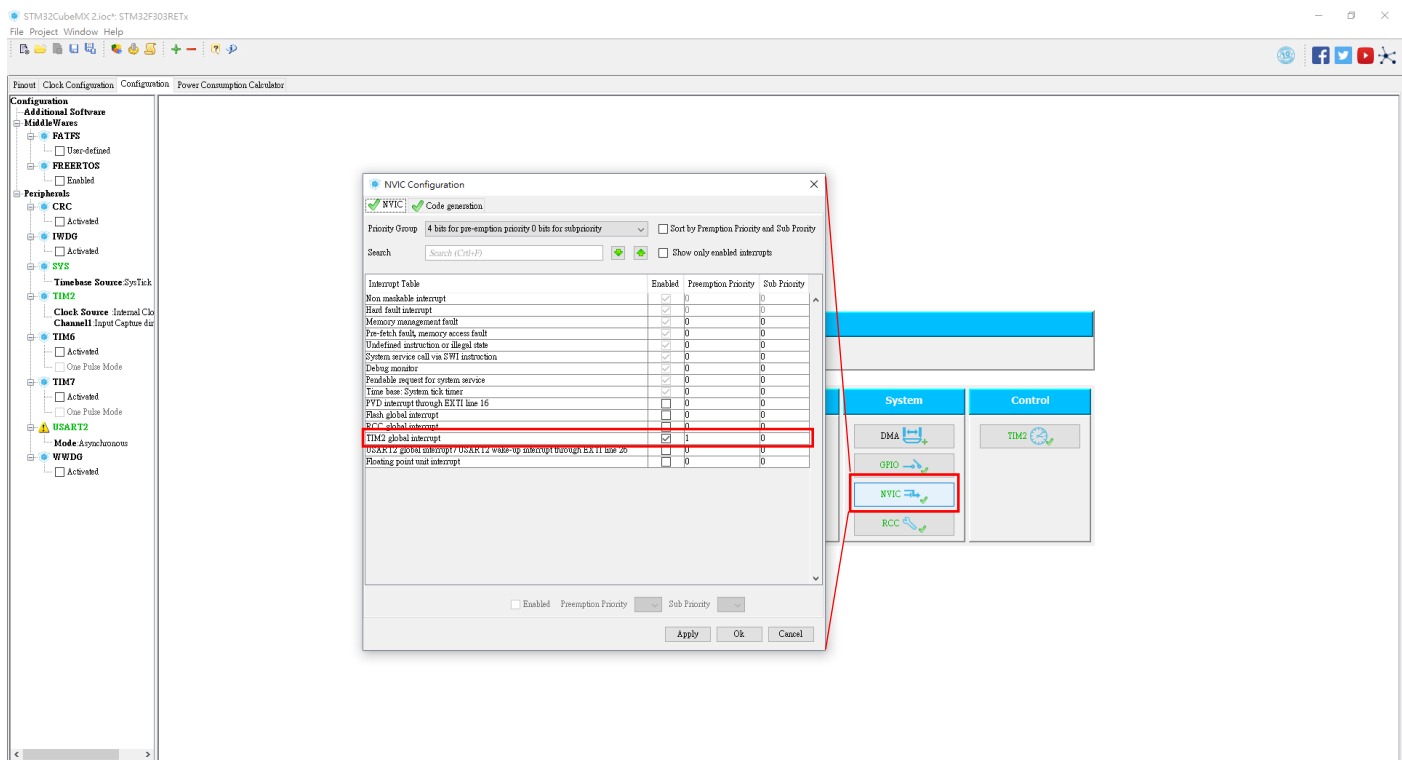 STM32CubeMX 2.ioc*: STM32F303RETx
File Project Window Help
Pinout Clock Configuration Configuration Power Consumption Calculator
Configuration
Additional Software
MiddleWares
FATFS
User-defined
FREERTOS
Enabled
Peripherals
CRC
Activated
IWDG
Activated
SYS
Timebase Source:SysTick
TIM2
Clock Source :Internal Clo
Channel1:Input Capture dir
TIM6
Activated
One Pulse Mode
TIM7
Activated
One Pulse Mode
USART2
Mode:Asynchronous
WWDG
Activated
NVIC Configuration
NVIC Code generation
Priority Group 4 bits for pre-emption priority 0 bits for subpriority Sort by Premption Priority and Sub Prority
Search Search (Crtl+F) Show only enabled interrupts
Interrupt Table Enabled Preemption Priority Sub Priority
Non maskable interrupt 0 0
Hard fault interrupt 0 0
Memory management fault 0 0
Pre-fetch fault, memory access fault 0 0
Undefined instruction or illegal state 0 0
System service call via SWI instruction 0 0
Debug monitor 0 0
Pendable request for system service 0 0
Time base: System tick timer 0 0
PVD interrupt through EXTI line 16 0 0
Flash global interrupt 0 0
RCC global interrupt 0 0
TIM2 global interrupt 1 0
USART2 global interrupt / USART2 wake-up interrupt through EXTI line 26 0 0
Floating point unit interrupt 0 0
Enabled Preemption Priority Sub Priority
Apply Ok Cancel
System Control
DMA TIM2
GPIO
NVIC
RCC